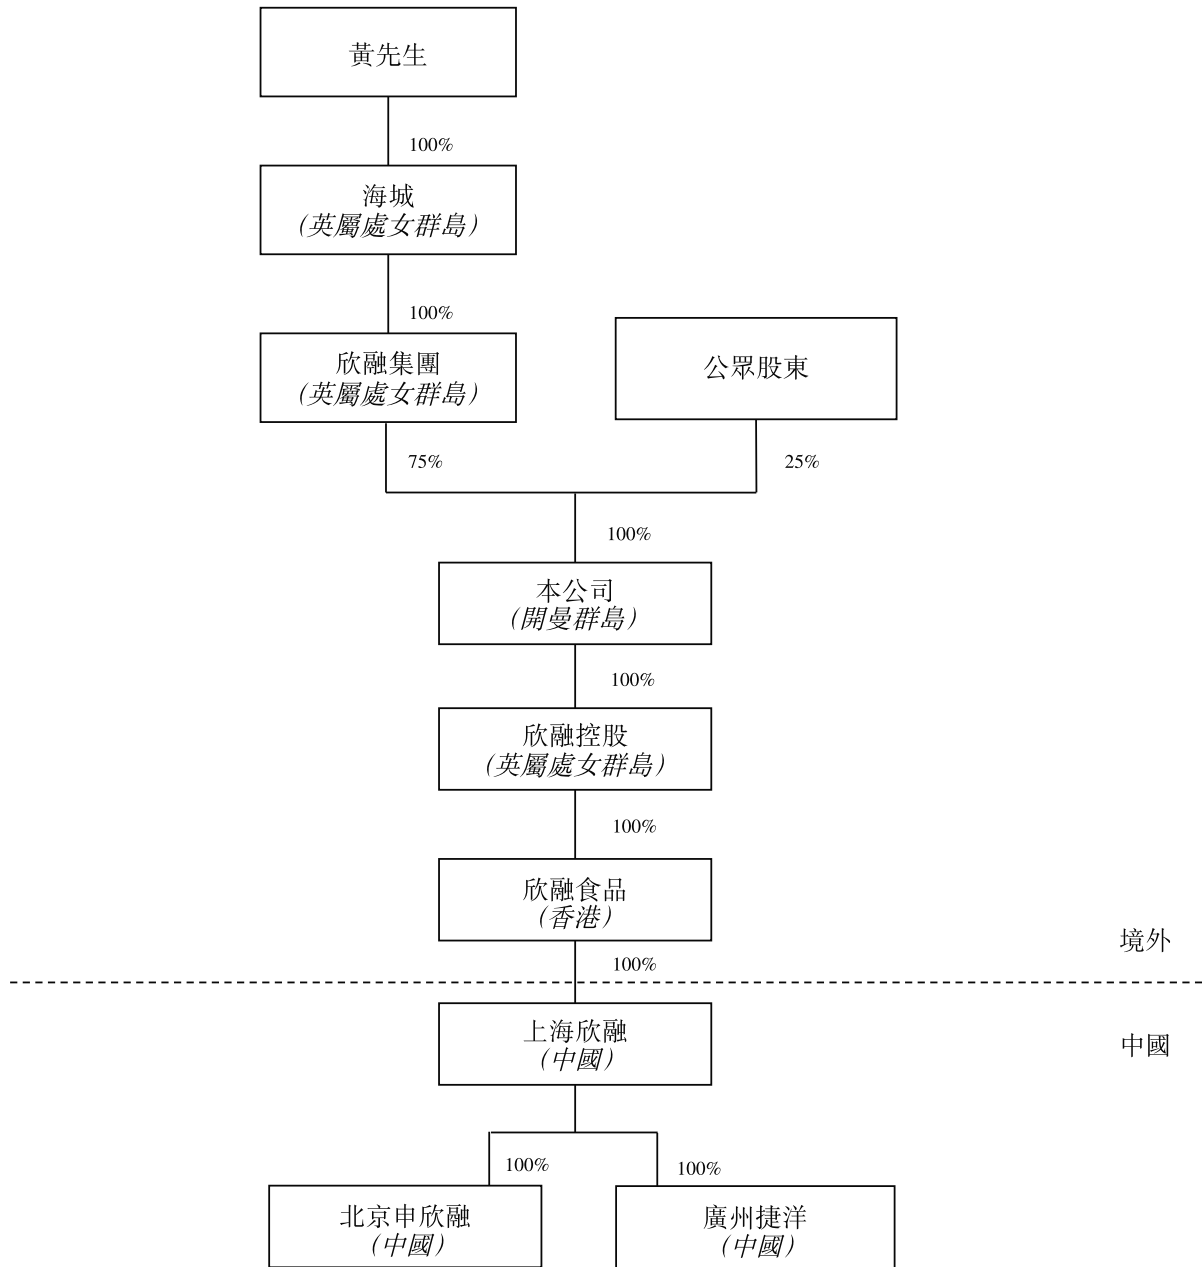 黃先生
100%
海城
(英屬處女群島)
100%
欣融集團
(英屬處女群島)
公眾股東
75%
25%
100%
本公司
(開曼群島)
100%
欣融控股
(英屬處女群島)
100%
欣融食品
(香港)
境外
100%
上海欣融
(中國)
中國
100%
100%
北京申欣融
(中國)
廣州捷洋
(中國)